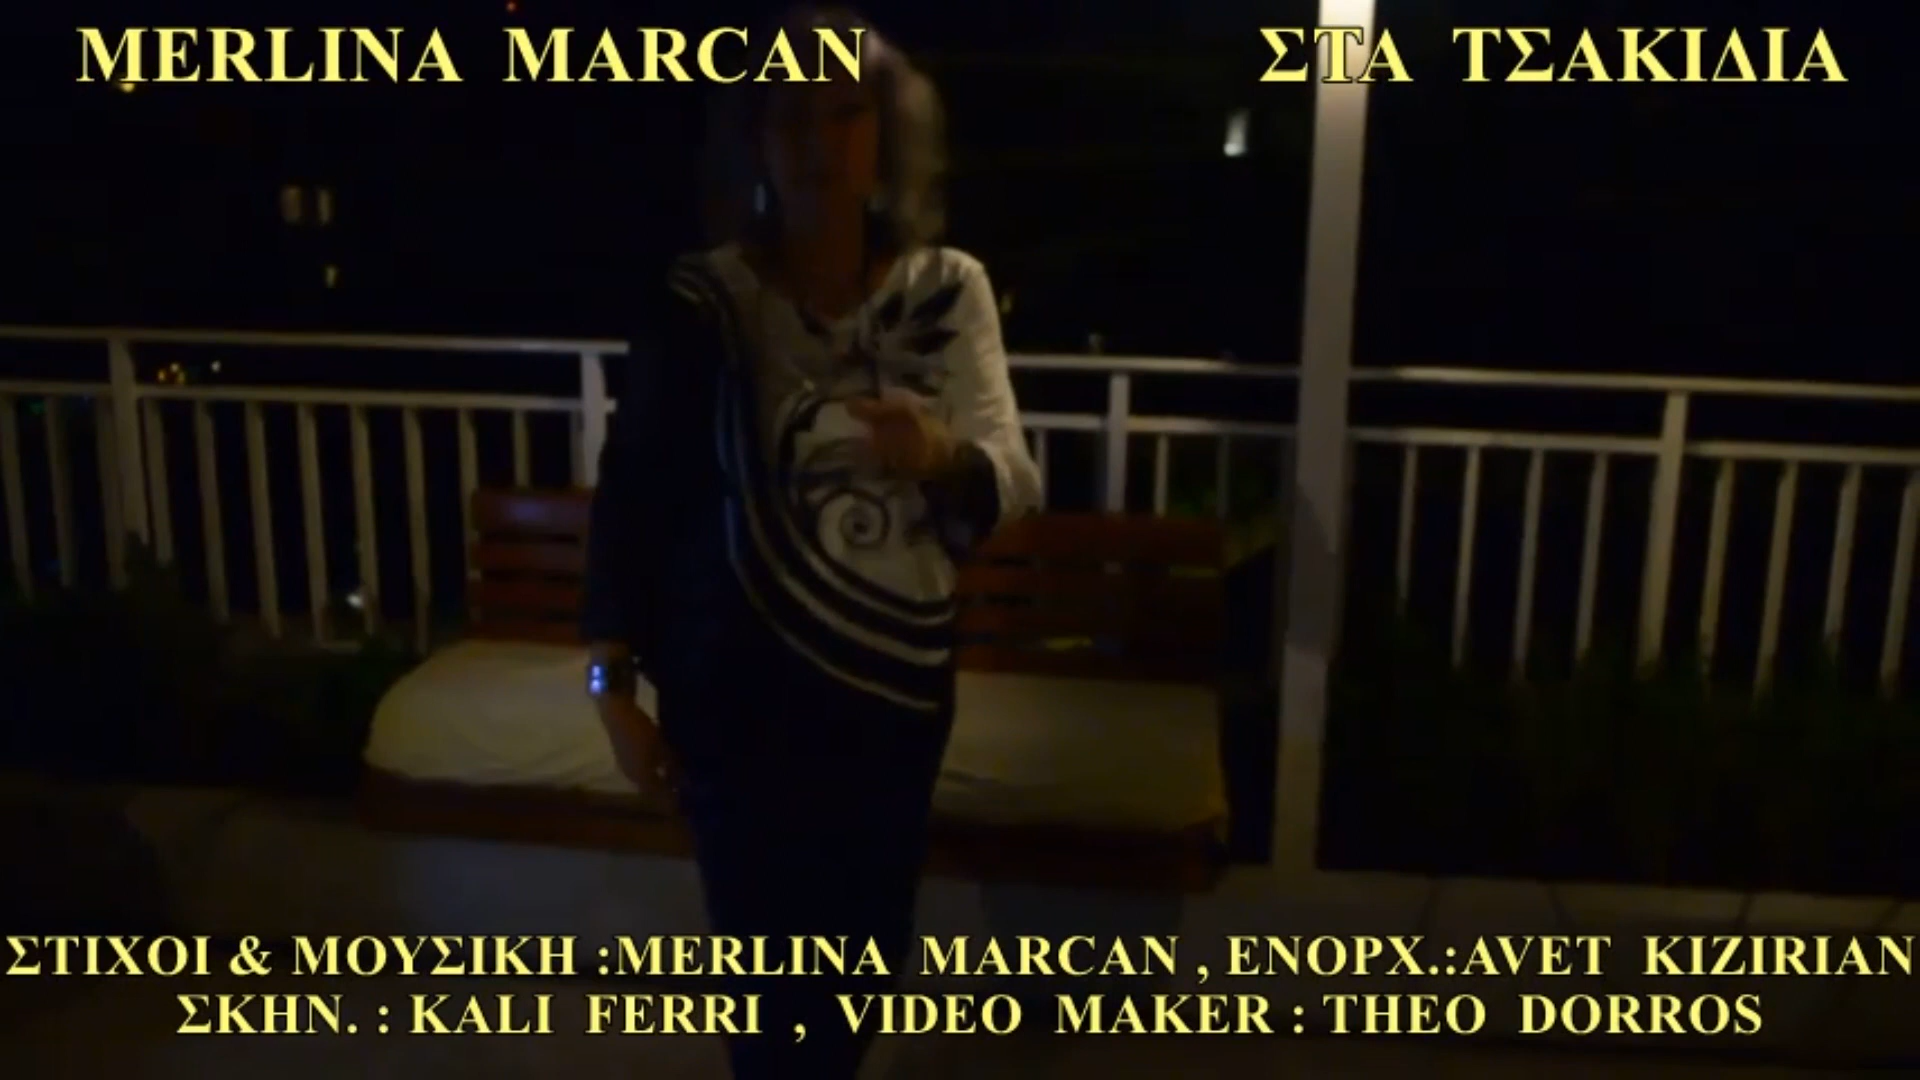 MERLINA MARCAN ΣΤΑ ΤΣΑΚΙΔΙΑ
ΣΤΙΧΟΙ & ΜΟΥΣΙΚΗ :MERLINA MARCAN , ΕΝΟΡΧ.:AVET KIZIRIAN
ΣΚΗΝ. : KALI FERRI , VIDEO MAKER : THEO DORROS